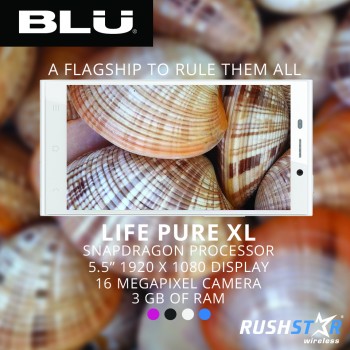 BLU
A FLAGSHIP TO RULE THEM ALL
LIFE PURE XL
SNAPDRAGON PROCESSOR
5.5" 1920 X 1080 DISPLAY
16 MEGAPIXEL CAMERA
3 GB OF RAM
RUSHSTAR
wireless